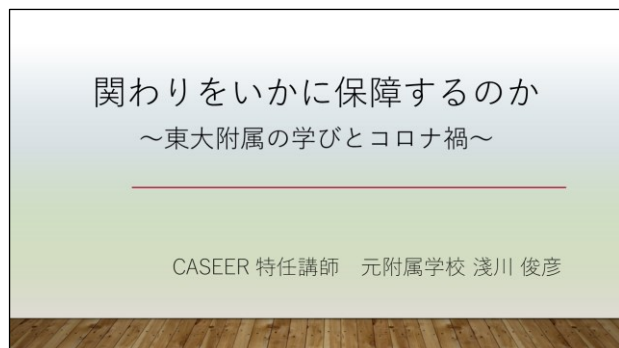 関わりをいかに保障するのか
～東大附属の学びとコロナ禍～
CASEER 特任講師　元附属学校 淺川 俊彦